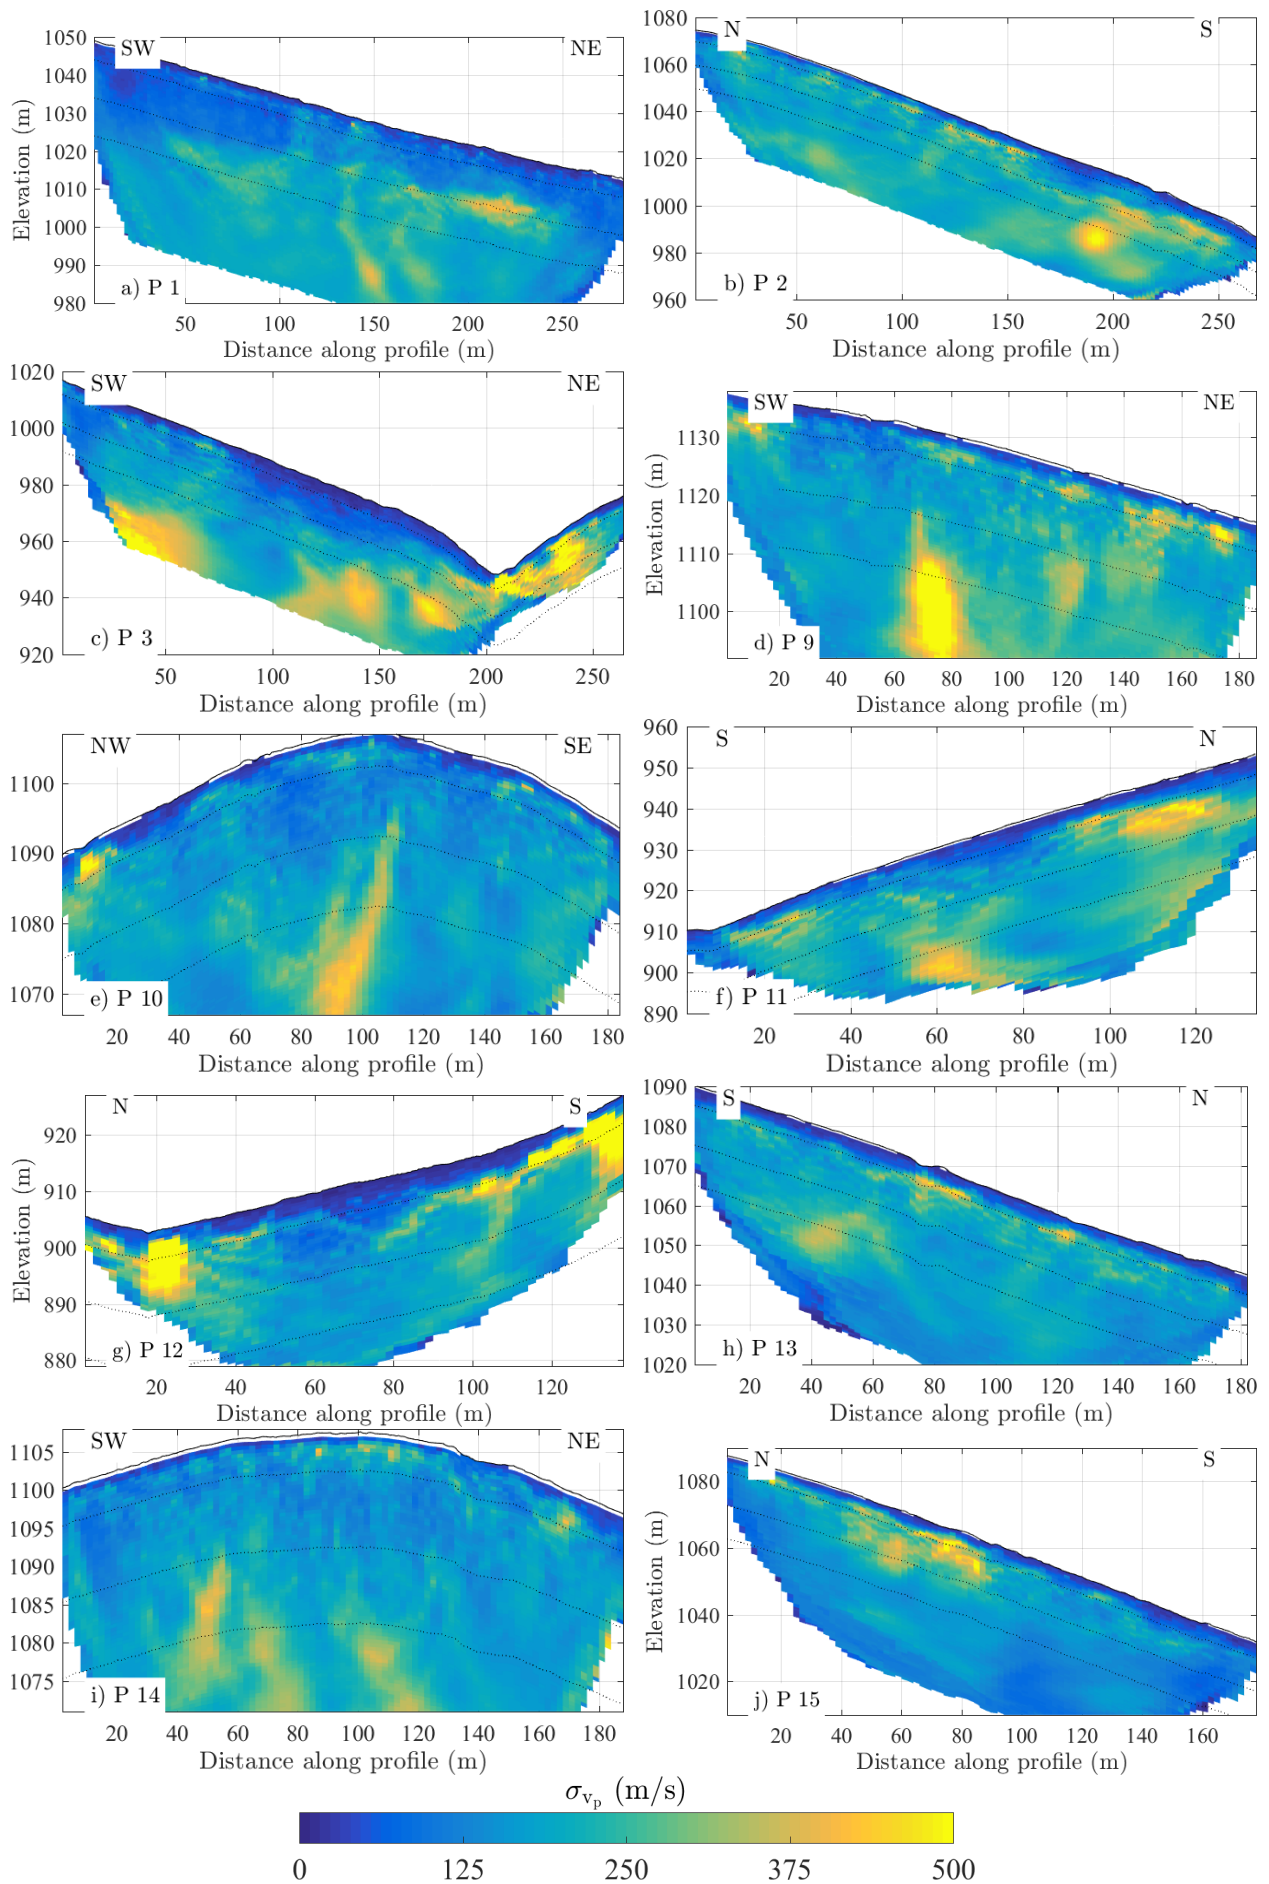 SW NE
1050
1040
1030
1020
1010
1000
990
980
Elevation (m)
a) P 1
50 100 150 200 250
Distance along profile (m)
N S
1080
1060
1040
1020
1000
980
960
b) P 2
50 100 150 200 250
Distance along profile (m)
SW NE
1020
1000
980
960
940
920
c) P 3
50 100 150 200 250
Distance along profile (m)
SW NE
1130
1120
1110
1100
Elevation (m)
d) P 9
20 40 60 80 100 120 140 160 180
Distance along profile (m)
NW SE
1100
1090
1080
1070
e) P 10
20 40 60 80 100 120 140 160 180
Distance along profile (m)
S N
960
950
940
930
920
910
900
890
f) P 11
20 40 60 80 100 120
Distance along profile (m)
N S
920
910
900
890
880
Elevation (m)
g) P 12
20 40 60 80 100 120
Distance along profile (m)
S N
1090
1080
1070
1060
1050
1040
1030
1020
h) P 13
20 40 60 80 100 120 140 160 180
Distance along profile (m)
SW NE
1105
1100
1095
1090
1085
1080
1075
i) P 14
20 40 60 80 100 120 140 160 180
Distance along profile (m)
N S
1080
1060
1040
1020
Elevation (m)
j) P 15
20 40 60 80 100 120 140 160
Distance along profile (m)
σvp (m/s)
0 125 250 375 500